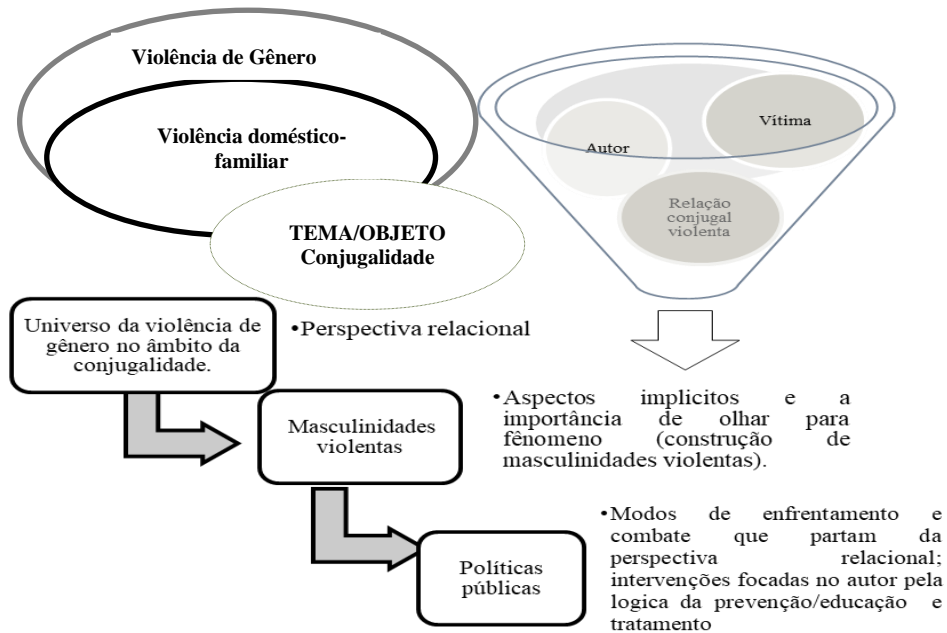 Violência de Gênero
Violência doméstico-
familiar
TEMA/OBJETO
Conjugalidade
Vítima
Autor
Relação
conjugal
violenta
Universo da violência de
gênero no âmbito da
conjugalidade.
•Perspectiva relacional
Masculinidades
violentas
•Aspectos implicitos e a
importância de olhar para
fênomeno (construção de
masculinidades violentas).
Políticas
públicas
•Modos de enfrentamento e
combate que partam da
perspectiva relacional;
intervenções focadas no autor pela
logica da prevenção/educação e
tratamento